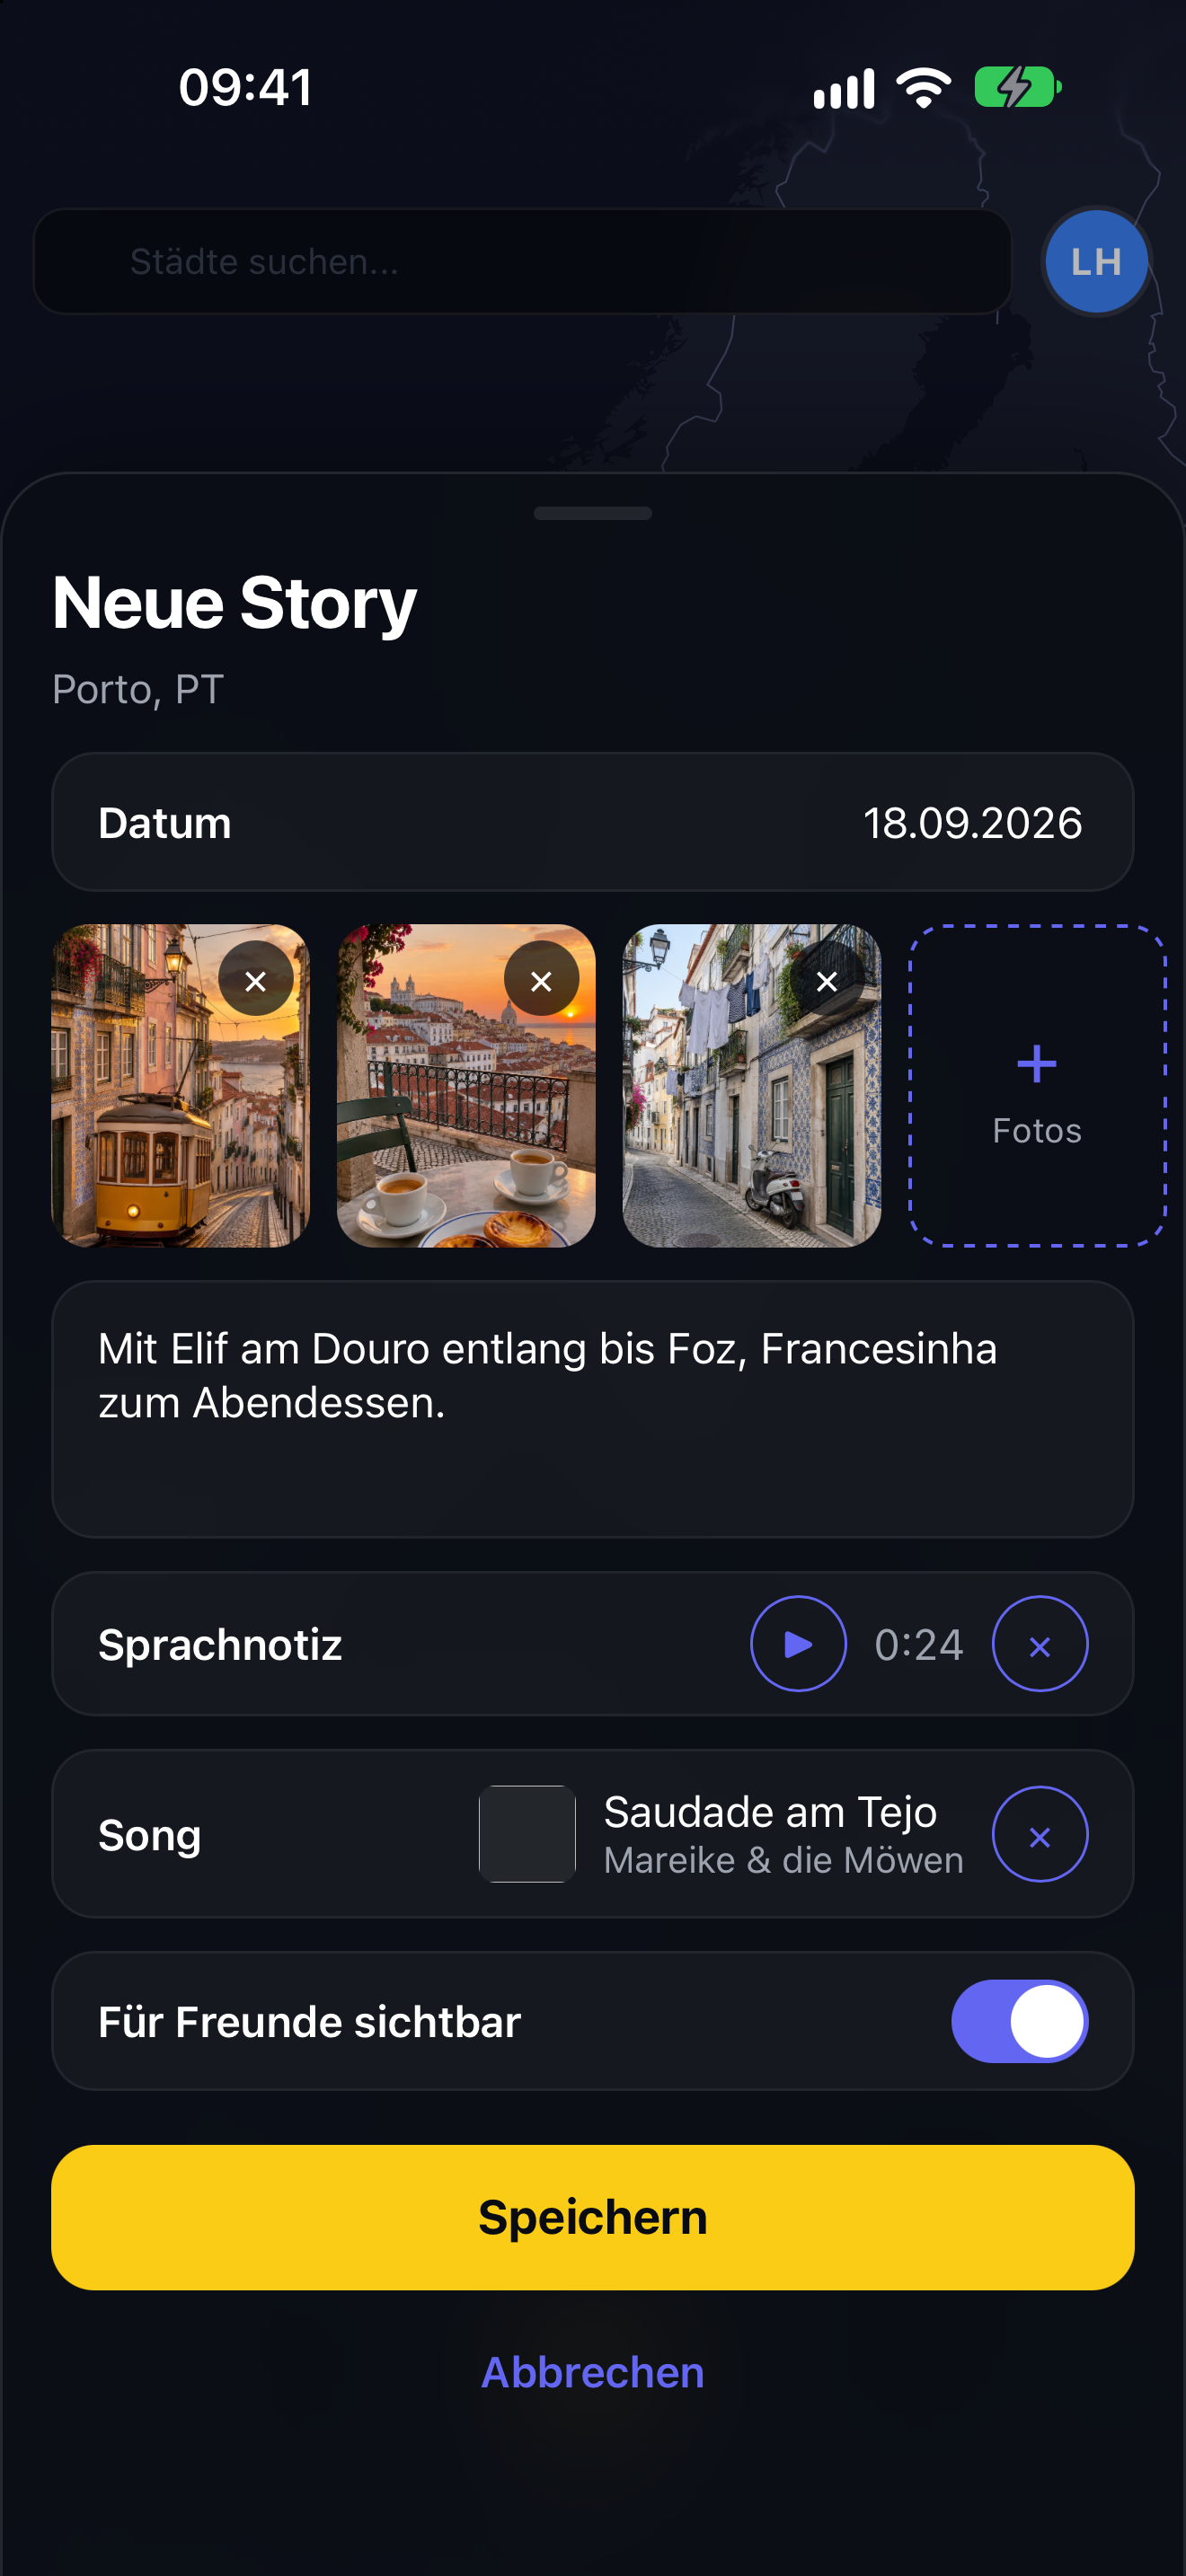 09:41
Städte suchen...
LH
Neue Story
Porto, PT
Datum
18.09.2026
Fotos
Mit Elif am Douro entlang bis Foz, Francesinha
zum Abendessen.
Sprachnotiz
0:24
Song
Saudade am Tejo
Mareike & die Möwen
Für Freunde sichtbar
Speichern
Abbrechen